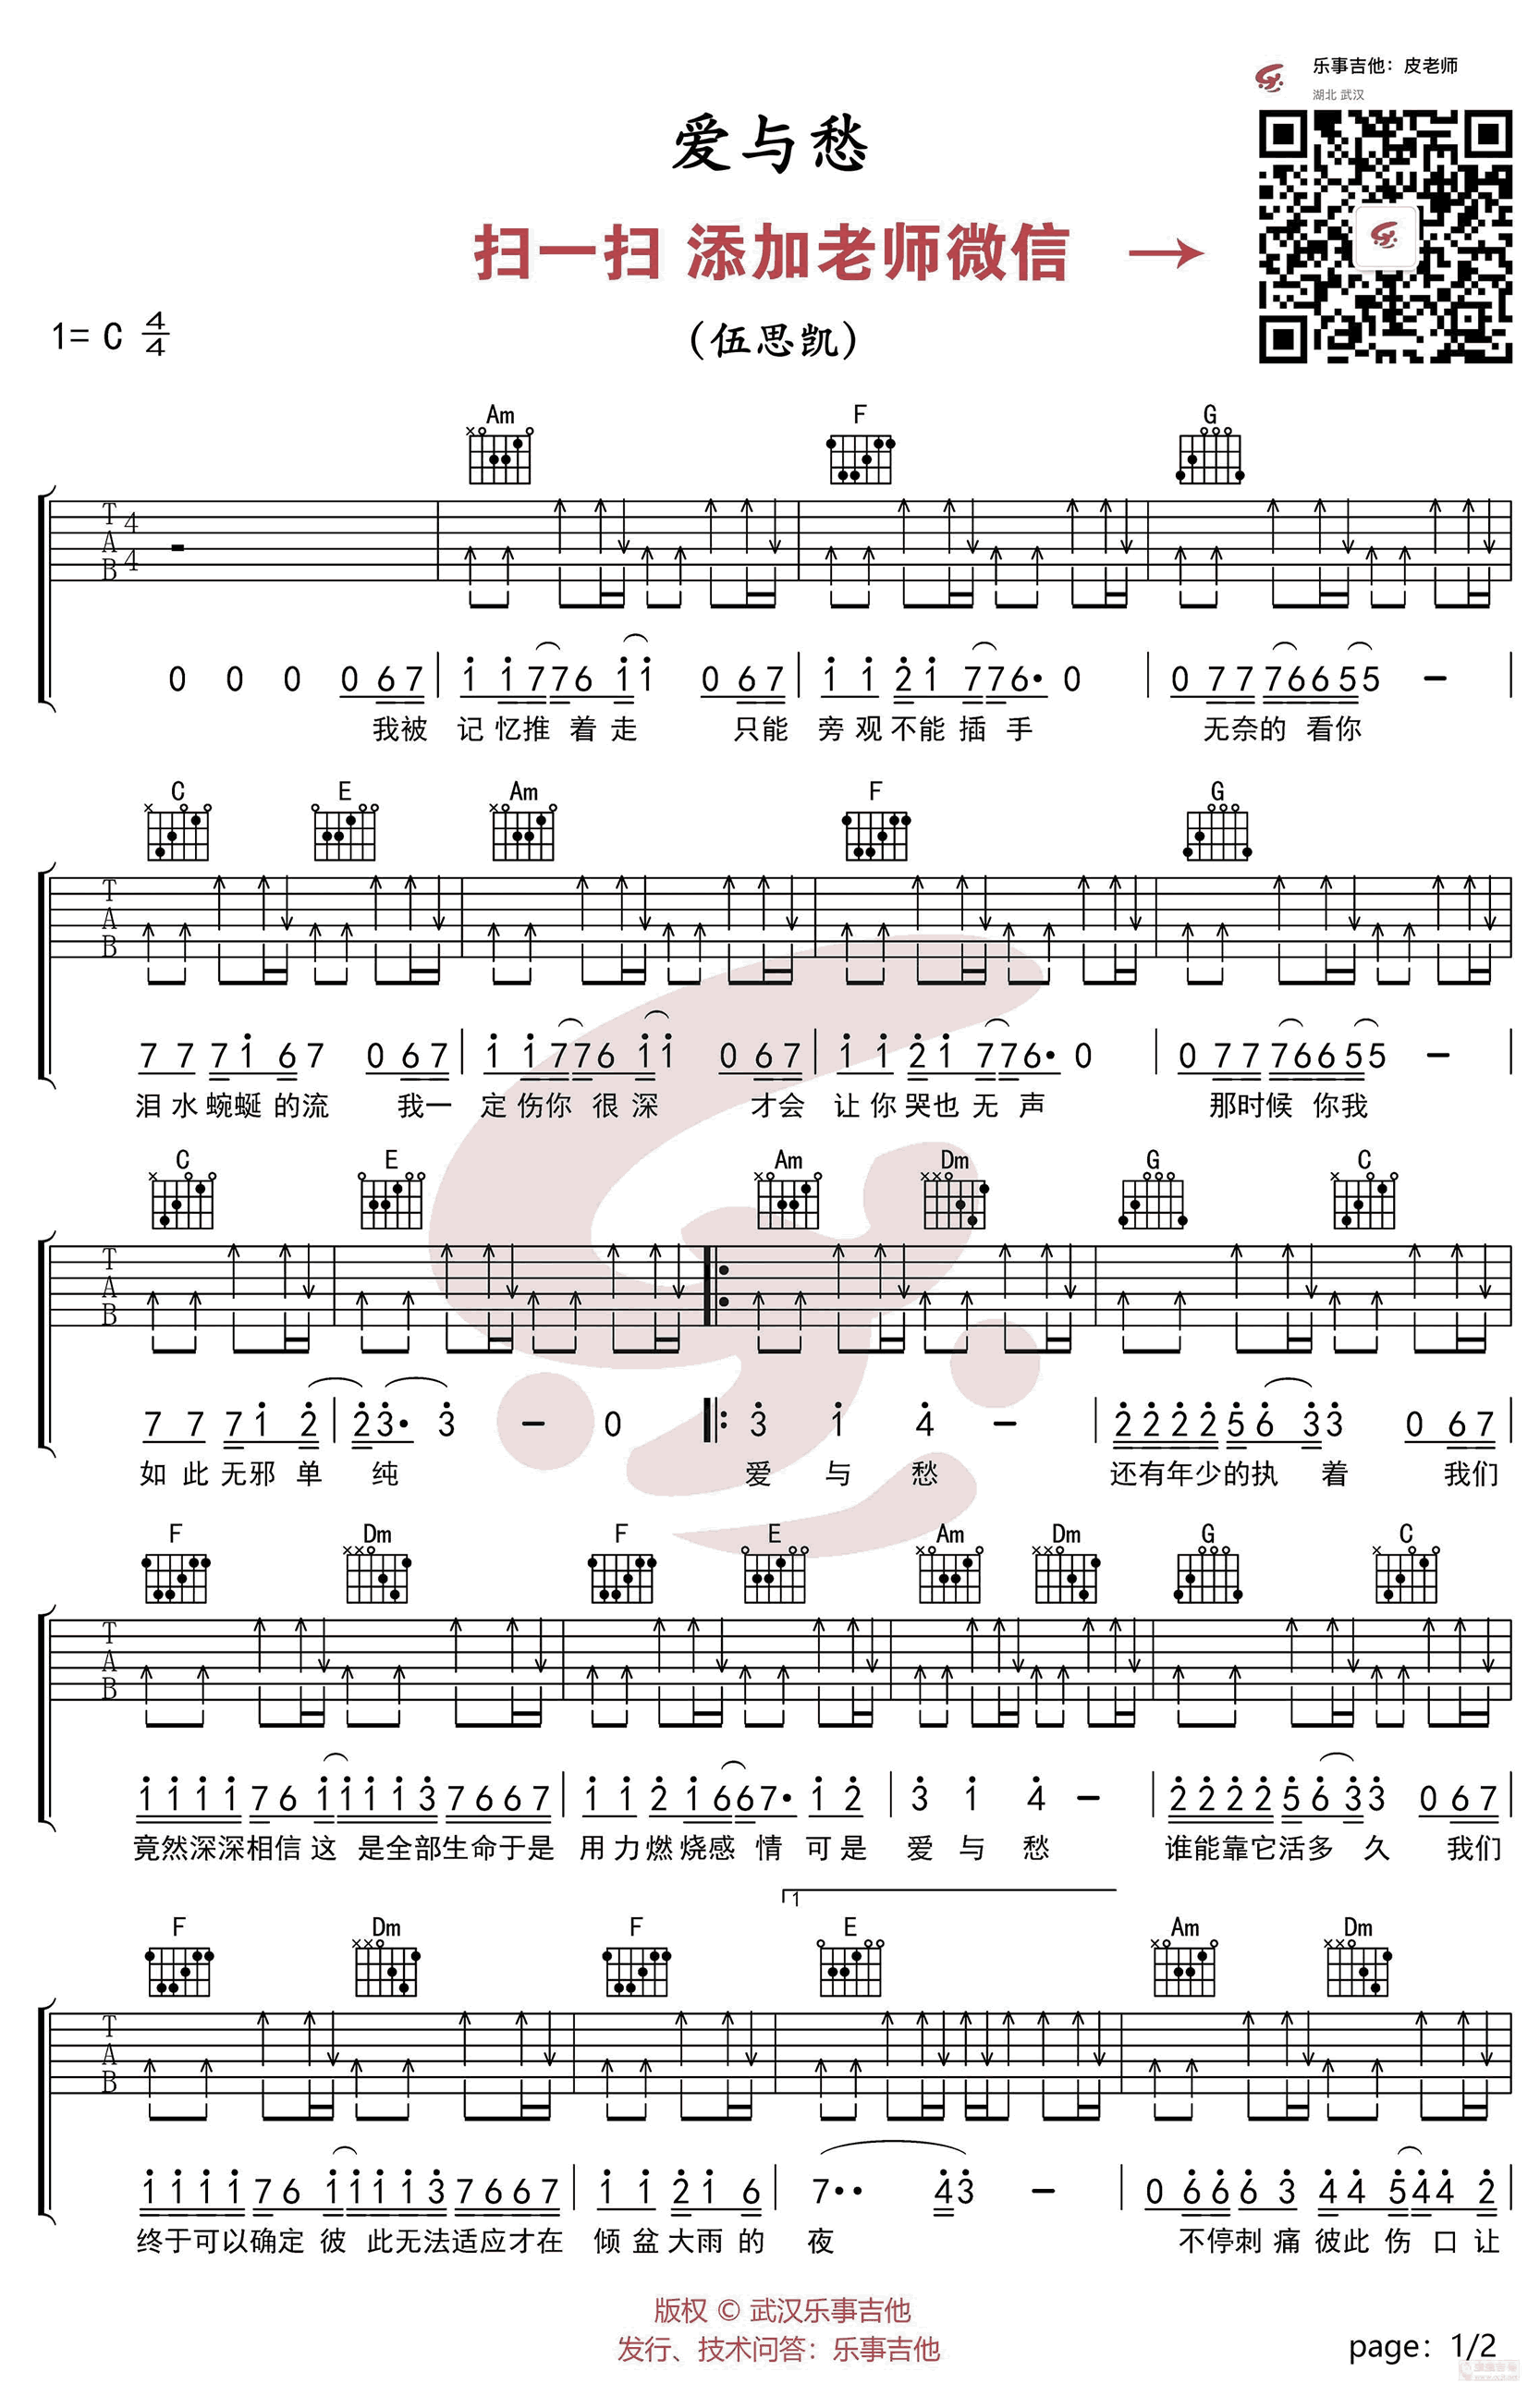 乐事吉他：皮老师
湖北 武汉
爱与愁
扫一扫 添加老师微信 →
1= C 4/4
(伍思凯)
Am F G
T A B 4/4
0 0 0 0 6 7 | 1 1 7 7 6 1 1 0 6 7 | 1 1 2 1 7 7 6· 0 | 0 7 7 7 6 6 5 5 - |
我被 记 忆推 着 走 只能 旁 观 不能 插 手 无奈的 看你
C E Am F G
T A B
7 7 7 1 6 7 0 6 7 | 1 1 7 7 6 1 1 0 6 7 | 1 1 2 1 7 7 6· 0 | 0 7 7 7 6 6 5 5 - |
泪 水 蜿蜒 的流 我一 定 伤你 很 深 才会 让 你 哭也 无 声 那时候 你我
C E Am Dm G C
T A B
7 7 7 1 2 | 2 3· 3 - 0 |: 3 1 4 - | 2 2 2 2 5 6 3 3 0 6 7 |
如 此 无邪 单 纯 爱 与 愁 还有年少的执 着 我们
F Dm F E Am Dm G C
T A B
1 1 1 1 7 6 1 1 1 1 3 7 6 6 7 | 1 1 2 1 6 6 7· 1 2 | 3 1 4 - | 2 2 2 2 5 6 3 3 0 6 7 |
竟然深深相信 这 是全部生命于是 用 力 燃 烧感 情 可 是 爱 与 愁 谁能靠它活多 久 我们
1
F Dm F E Am Dm
T A B
1 1 1 1 7 6 1 1 1 1 3 7 6 6 7 | 1 1 2 1 6 | 7·· 4 3 - | 0 6 6 6 3 4 4 5 4 4 2 |
终于可以确定 彼 此无法适应才在 倾 盆 大雨 的 夜 不停刺 痛 彼此 伤 口 让
版权 © 武汉乐事吉他
发行、技术问答：乐事吉他
page：1/2